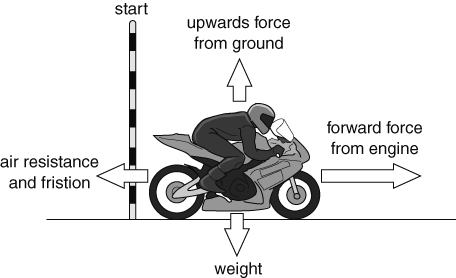 start
upwards force
from ground
forward force
from engine
air resistance
and fristion
weight